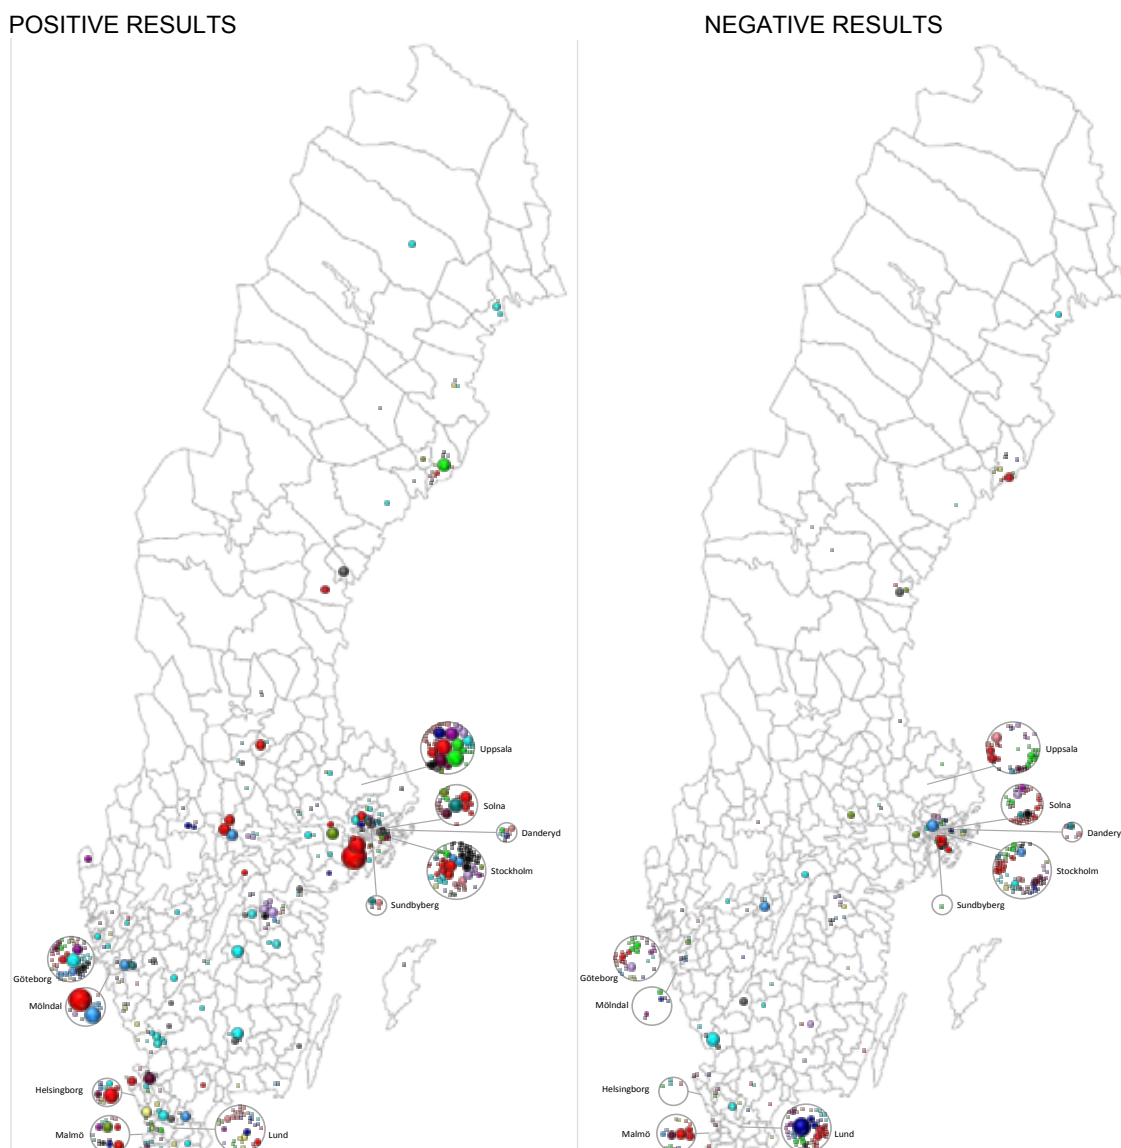 POSITIVE RESULTS
NEGATIVE RESULTS
Uppsala
Solna
Danderyd
Stockholm
Sundbyberg
Göteborg
Mölndal
Helsingborg
Malmö
Lund
Uppsala
Solna
Dandery
Stockholm
Sundbyberg
Göteborg
Mölndal
Helsingborg
Malmö
Lund